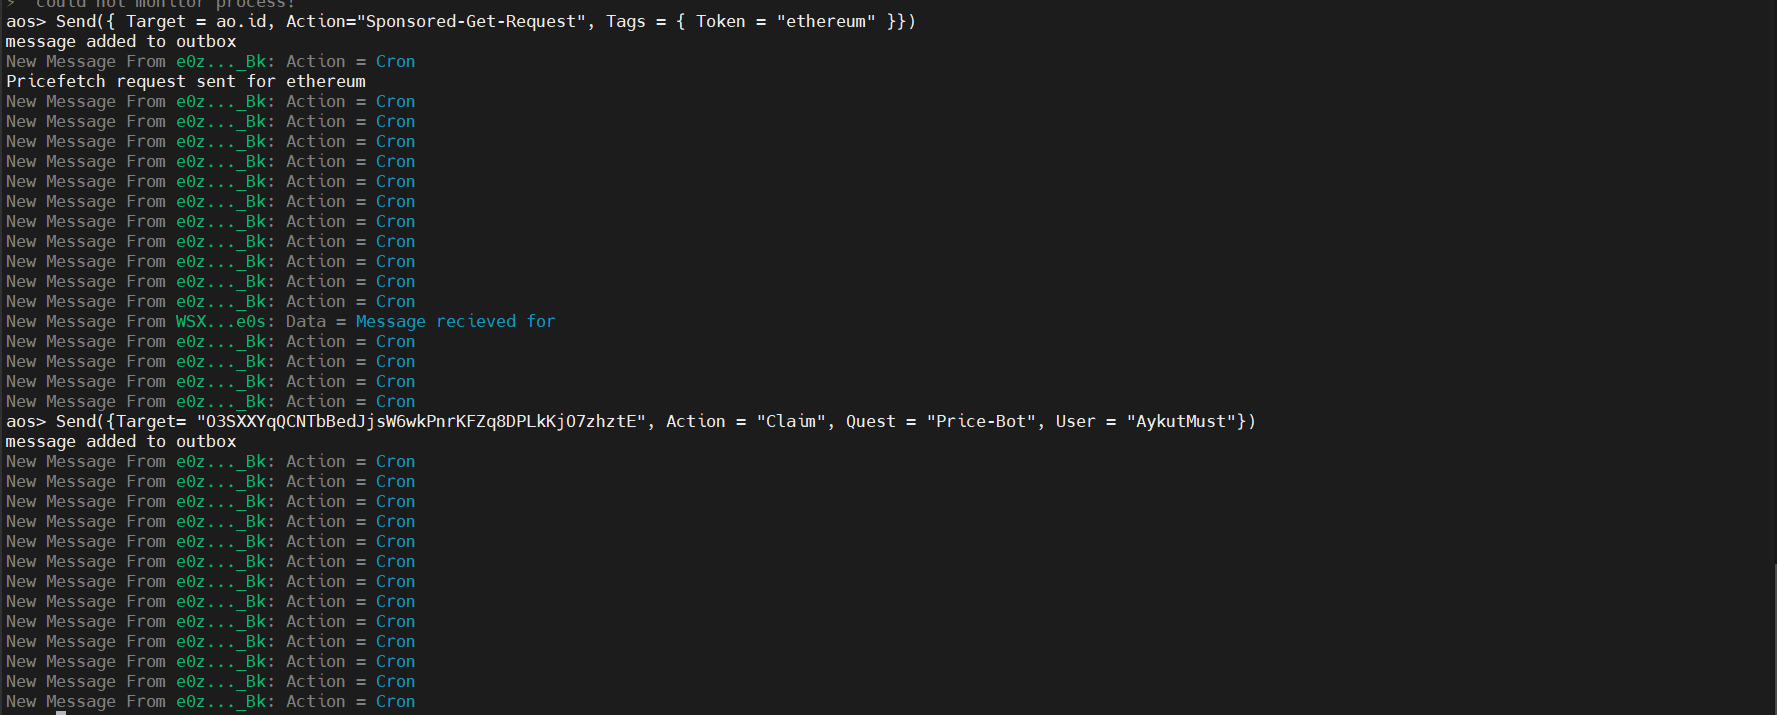 ⚡ could not monitor process!
aos> Send({ Target = ao.id, Action="Sponsored-Get-Request", Tags = { Token = "ethereum" }})
message added to outbox
New Message From e0z..._Bk: Action = Cron
Pricefetch request sent for ethereum
New Message From e0z..._Bk: Action = Cron
New Message From e0z..._Bk: Action = Cron
New Message From e0z..._Bk: Action = Cron
New Message From e0z..._Bk: Action = Cron
New Message From e0z..._Bk: Action = Cron
New Message From e0z..._Bk: Action = Cron
New Message From e0z..._Bk: Action = Cron
New Message From e0z..._Bk: Action = Cron
New Message From e0z..._Bk: Action = Cron
New Message From e0z..._Bk: Action = Cron
New Message From e0z..._Bk: Action = Cron
New Message From WSX...e0s: Data = Message recieved for
New Message From e0z..._Bk: Action = Cron
New Message From e0z..._Bk: Action = Cron
New Message From e0z..._Bk: Action = Cron
New Message From e0z..._Bk: Action = Cron
aos> Send({Target= "O3SXXYqQCNTbBedJjsW6wkPnrKFZq8DPLkKjO7zhztE", Action = "Claim", Quest = "Price-Bot", User = "AykutMust"})
message added to outbox
New Message From e0z..._Bk: Action = Cron
New Message From e0z..._Bk: Action = Cron
New Message From e0z..._Bk: Action = Cron
New Message From e0z..._Bk: Action = Cron
New Message From e0z..._Bk: Action = Cron
New Message From e0z..._Bk: Action = Cron
New Message From e0z..._Bk: Action = Cron
New Message From e0z..._Bk: Action = Cron
New Message From e0z..._Bk: Action = Cron
New Message From e0z..._Bk: Action = Cron
New Message From e0z..._Bk: Action = Cron
New Message From e0z..._Bk: Action = Cron
New Message From e0z..._Bk: Action = Cron